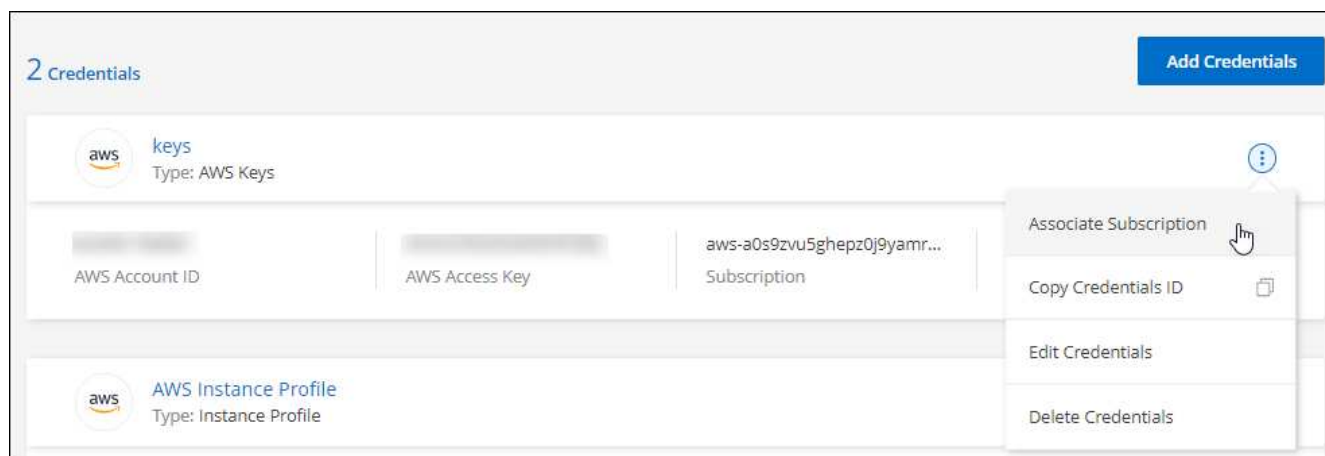 2 Credentials
Add Credentials
aws
keys
Type: AWS Keys
Associate Subscription
aws-a0s9zvu5ghepz0j9yamr...
AWS Account ID
AWS Access Key
Subscription
Copy Credentials ID
Edit Credentials
aws
AWS Instance Profile
Type: Instance Profile
Delete Credentials